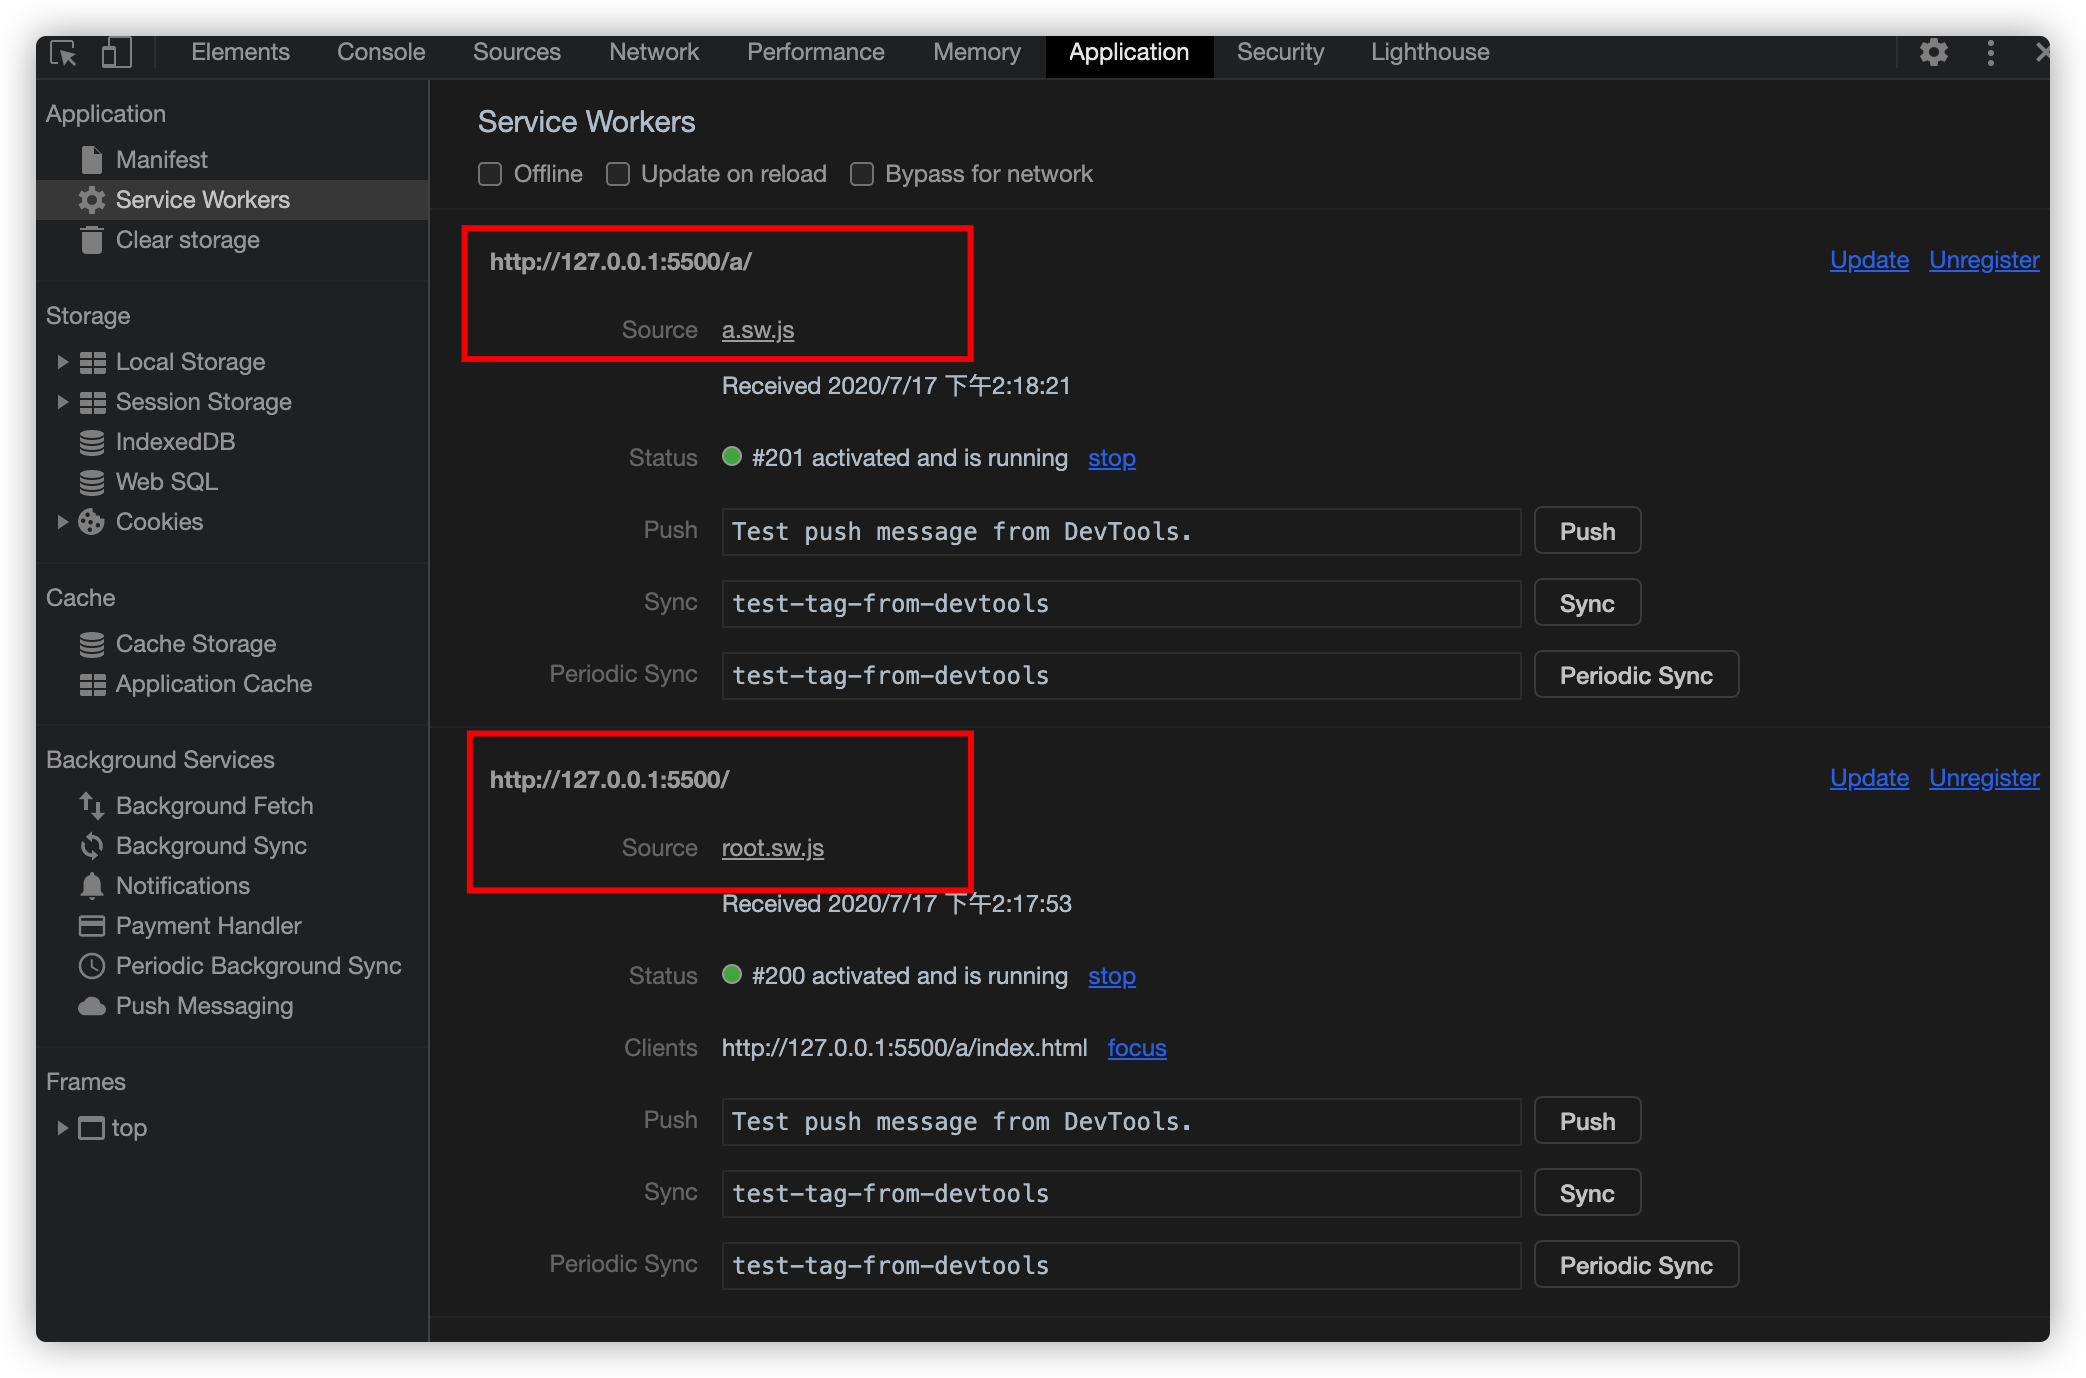 Elements Console Sources Network Performance Memory Application Security Lighthouse
Application
Manifest
Service Workers
Clear storage
Storage
Local Storage
Session Storage
IndexedDB
Web SQL
Cookies
Cache
Cache Storage
Application Cache
Background Services
Background Fetch
Background Sync
Notifications
Payment Handler
Periodic Background Sync
Push Messaging
Frames
top
Service Workers
Offline Update on reload Bypass for network
http://127.0.0.1:5500/a/ Update Unregister
Source a.sw.js
Received 2020/7/17 下午2:18:21
Status #201 activated and is running stop
Push Test push message from DevTools. Push
Sync test-tag-from-devtools Sync
Periodic Sync test-tag-from-devtools Periodic Sync
http://127.0.0.1:5500/ Update Unregister
Source root.sw.js
Received 2020/7/17 下午2:17:53
Status #200 activated and is running stop
Clients http://127.0.0.1:5500/a/index.html focus
Push Test push message from DevTools. Push
Sync test-tag-from-devtools Sync
Periodic Sync test-tag-from-devtools Periodic Sync